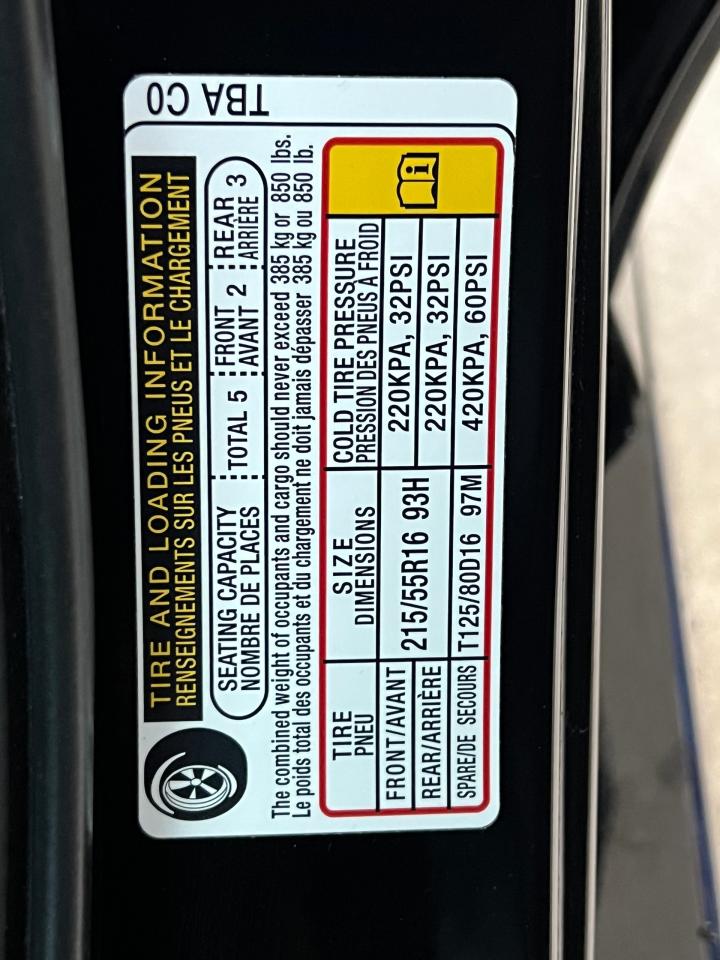 TIRE AND LOADING INFORMATION
RENSEIGNEMENTS SUR LES PNEUS ET LE CHARGEMENT
SEATING CAPACITY TOTAL 5 FRONT 2 REAR 3
NOMBRE DE PLACES AVANT ARRIÈRE
The combined weight of occupants and cargo should never exceed 385 kg or 850 lbs.
Le poids total des occupants et du chargement ne doit jamais dépasser 385 kg ou 850 lb.
TIRE SIZE COLD TIRE PRESSURE
PNEU DIMENSIONS PRESSION DES PNEUS À FROID
FRONT/AVANT 215/55R16 93H 220KPA, 32PSI
REAR/ARRIÈRE 220KPA, 32PSI
SPARE/DE SECOURS T125/80D16 97M 420KPA, 60PSI
TBA C0